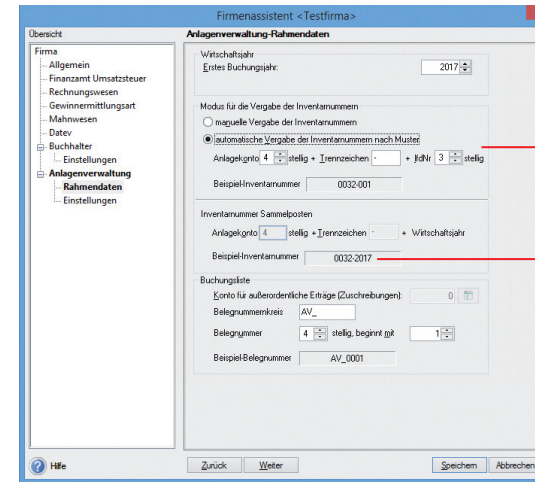 Firmenassistent <Testfirma>
Übersicht
Anlagenverwaltung-Rahmendaten
Firma
Allgemein
Finanzamt Umsatzsteuer
Rechnungswesen
Gewinnermittlungsart
Mahnwesen
Datev
Buchhalter
Einstellungen
Anlagenverwaltung
Rahmendaten
Einstellungen
Wirtschaftsjahr
Erstes Buchungsjahr: 2017
Modus für die Vergabe der Inventarnummern
manuelle Vergabe der Inventarnummern
automatische Vergabe der Inventarnummern nach Muster
Anlagekonto 4 stellig + Trennzeichen - + lfdNr 3 stellig
Beispiel-Inventarnummer 0032-001
Inventarnummer Sammelposten
Anlagekonto 4 stellig + Trennzeichen - + Wirtschaftsjahr
Beispiel-Inventarnummer 0032-2017
Buchungsliste
Konto für außerordentliche Erträge (Zuschreibungen): 0
Belegnummernkreis AV_
Belegnummer 4 stellig, beginnt mit 1
Beispiel-Belegnummer AV_0001
Hilfe
Zurück Weiter Speichern Abbrechen